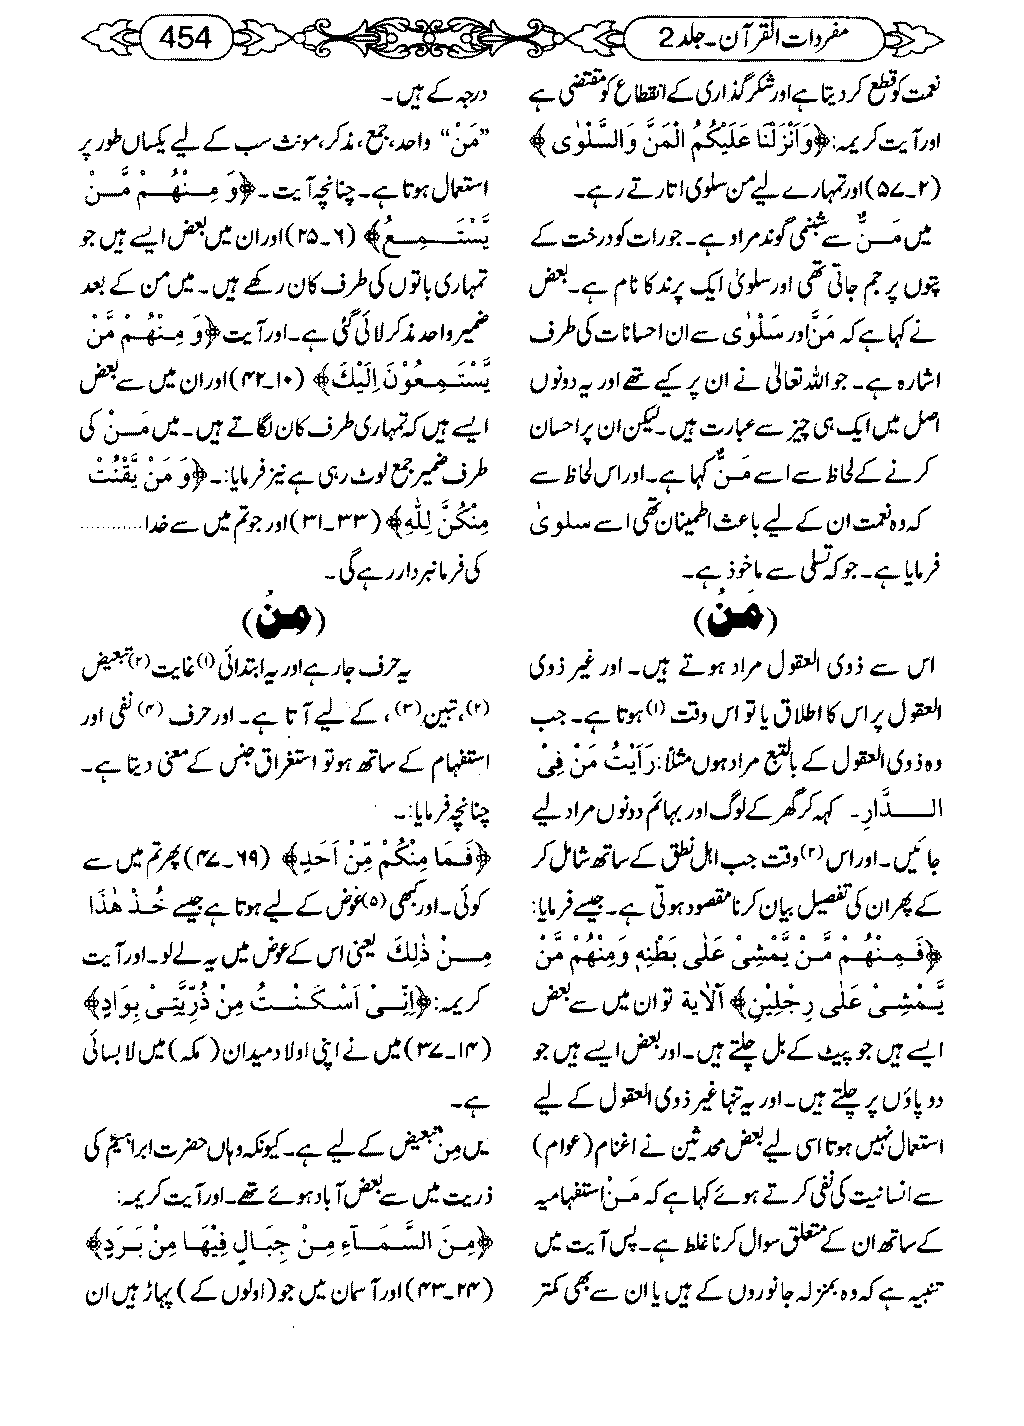 مفردات القرآن ۔ جلد 2
454
نعمت کو قطع کر دیتا ہے اور شکر گذاری کے انقطاع کو مقتضی ہے
اور آیت کریمہ: ﴿وَاَنْزَلْنَا عَلَيْكُمُ الْمَنَّ وَالسَّلْوٰى﴾
(۲۔۵۷) اور تمہارے لیے من سلویٰ اتارتے رہے۔
میں مَنٌّ سے شبنمی گوند مراد ہے۔ جو رات کو درخت کے
پتوں پر جم جاتی تھی اور سلویٰ ایک پرند کا نام ہے۔ بعض
نے کہا ہے کہ مَنَّ اور سَلْوٰی سے ان احسانات کی طرف
اشارہ ہے۔ جو اللہ تعالٰی نے ان پر کیے تھے اور یہ دونوں
اصل میں ایک ہی چیز سے عبارت ہیں۔ لیکن ان پر احسان
کرنے کے لحاظ سے اسے مَنٌّ کہا ہے۔ اور اس لحاظ سے
کہ وہ نعمت ان کے لیے باعث اطمینان تھی اسے سلویٰ
فرمایا ہے۔ جو کہ تسلی سے ماخوذ ہے۔
(مَنْ)
اس سے ذوی العقول مراد ہوتے ہیں۔ اور غیر ذوی
العقول پر اس کا اطلاق یا تو اس وقت (۱) ہوتا ہے۔ جب
وہ ذوی العقول کے بالتبع مراد ہوں مثلاً: رَاَیْتُ مَنْ فِی
الـــدَّارِ۔ کہہ کر گھر کے لوگ اور بہائم دونوں مراد لیے
جائیں۔ اور اس (۲) وقت جب اہل نطق کے ساتھ شامل کر
کے پھر ان کی تفصیل بیان کرنا مقصود ہوتی ہے۔ جیسے فرمایا:
﴿فَمِنْهُمْ مَّنْ يَّمْشِىْ عَلٰى بَطْنِهٖ وَمِنْهُمْ مَّنْ
يَّمْشِىْ عَلٰى رِجْلَيْنِ﴾ اَلْاٰیۃ تو ان میں سے بعض
ایسے ہیں جو پیٹ کے بل چلتے ہیں۔ اور بعض ایسے ہیں جو
دو پاؤں پر چلتے ہیں۔ اور یہ تنہا غیر ذوی العقول کے لیے
استعمال نہیں ہوتا اسی لیے بعض محدثین نے اغنام (عوام)
سے انسانیت کی نفی کرتے ہوئے کہا ہے کہ مَنْ استفہامیہ
کے ساتھ ان کے متعلق سوال کرنا غلط ہے۔ پس آیت میں
تنبیہ ہے کہ وہ بمنزلہ جانوروں کے ہیں یا ان سے بھی کمتر
درجہ کے ہیں۔
”مَنْ“ واحد، جمع، مذکر، مونث سب کے لیے یکساں طور پر
استعمال ہوتا ہے۔ چنانچہ آیت۔ ﴿وَ مِنْهُمْ مَّنْ
يَّسْتَمِعُ﴾ (۶۔۲۵) اور ان میں بعض ایسے ہیں جو
تمہاری باتوں کی طرف کان رکھے ہیں۔ میں من کے بعد
ضمیر واحد مذکر لائی گئی ہے۔ اور آیت ﴿وَ مِنْهُمْ مَّنْ
يَّسْتَمِعُوْنَ اِلَيْكَ﴾ (۱۰۔۴۲) اور ان میں سے بعض
ایسے ہیں کہ تمہاری طرف کان لگاتے ہیں۔ میں مَنْ کی
طرف ضمیر جمع لوٹ رہی ہے نیز فرمایا:۔ ﴿وَ مَنْ يَّقْنُتْ
مِنْكُنَّ لِلّٰهِ﴾ (۳۳۔۳۱) اور جو تم میں سے خدا............
کی فرمانبردار رہے گی۔
(مِنْ)
یہ حرف جار ہے اور یہ ابتدائی (۱) غایت (۲) تبعیض
(۲)، تبین (۳)، کے لیے آتا ہے۔ اور حرف (۴) نفی اور
استفہام کے ساتھ ہو تو استغراق جنس کے معنی دیتا ہے۔
چنانچہ فرمایا:۔
﴿فَمَا مِنْكُمْ مِّنْ اَحَدٍ﴾ (۶۹۔۴۷) پھر تم میں سے
کوئی۔ اور کبھی (۵) عوض کے لیے ہوتا ہے جیسے خُذْ هٰذَا
مِـــنْ ذٰلِكَ یعنی اس کے عوض میں یہ لے لو۔ اور آیت
کریمہ: ﴿اِنِّىْ اَسْكَنْتُ مِنْ ذُرِّيَّتِىْ بِوَادٍ﴾
(۱۴۔۳۷) میں نے اپنی اولاد میدان (مکہ) میں لا بسائی
ہے۔
یں مِنْ تبعیض کے لیے ہے۔ کیونکہ وہاں حضرت ابراہیمؑ کی
ذریت میں سے بعض آباد ہوئے تھے۔ اور آیت کریمہ:
﴿مِنَ السَّمَآءِ مِنْ جِبَالٍ فِيْهَا مِنْ بَرَدٍ﴾
(۲۴۔۴۳) اور آسمان میں جو (اولوں کے) پہاڑ ہیں ان